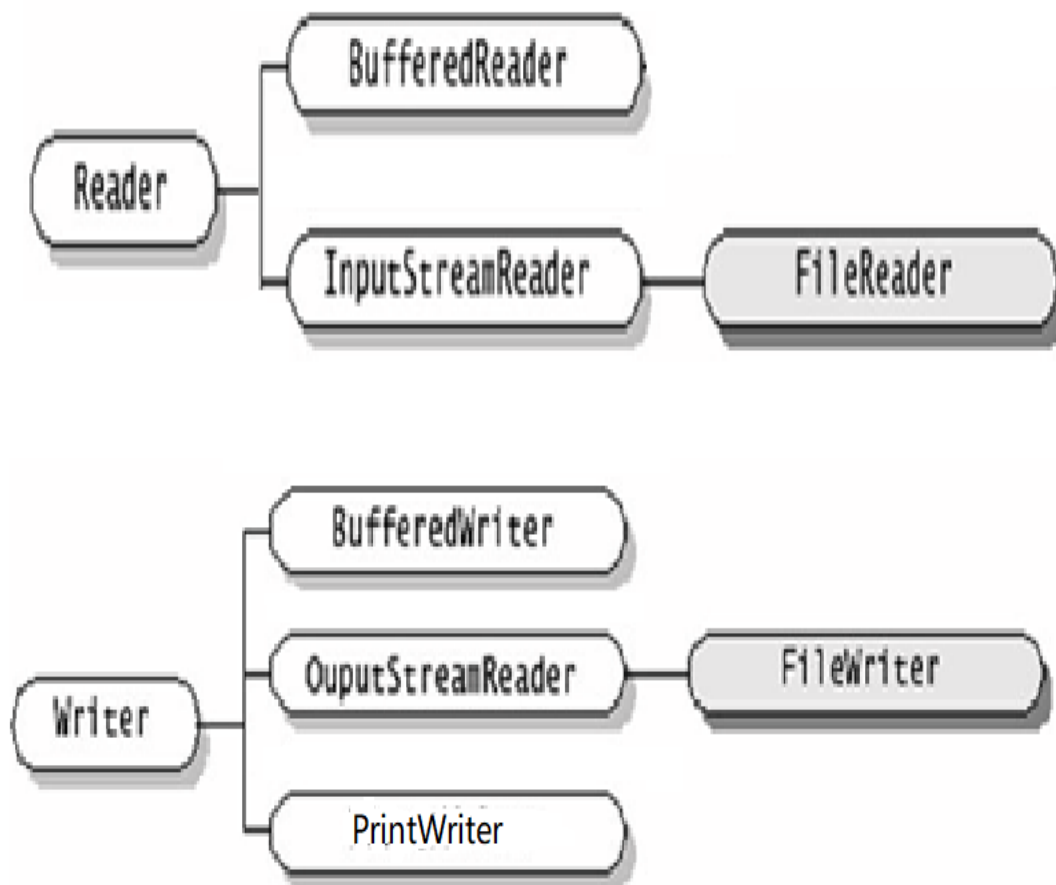 BufferedReader
Reader
InputStreamReader
FileReader
BufferedWriter
OuputStreamReader
FileWriter
Writer
PrintWriter